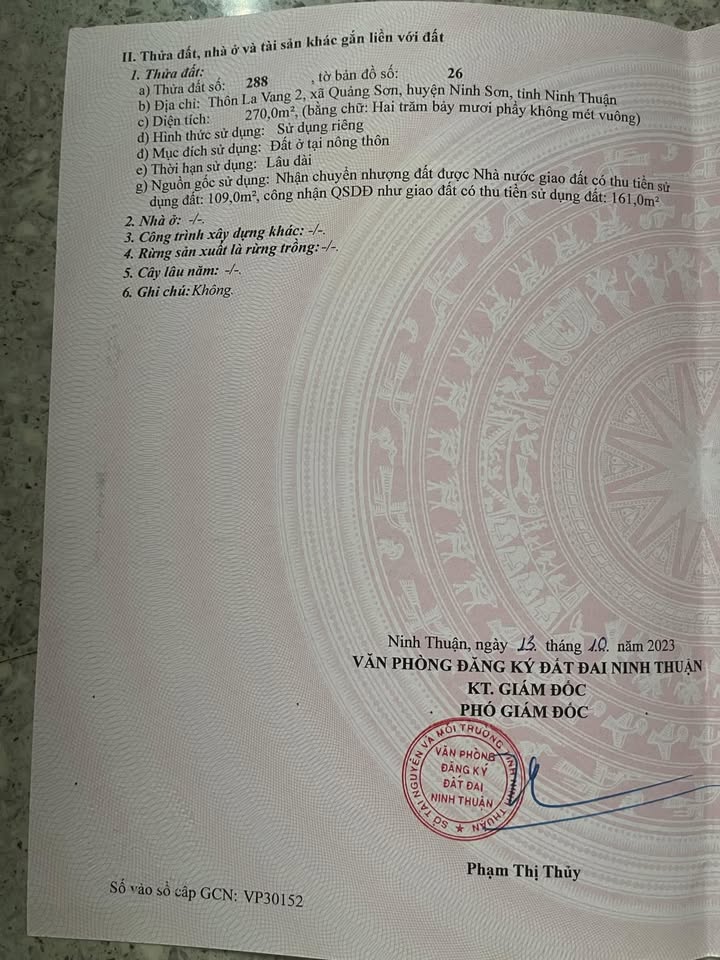 II. Thửa đất, nhà ở và tài sản khác gắn liền với đất
1. Thửa đất:
a) Thửa đất số: 288 , tờ bản đồ số: 26
b) Địa chỉ: Thôn La Vang 2, xã Quảng Sơn, huyện Ninh Sơn, tỉnh Ninh Thuận
c) Diện tích: 270,0m², (bằng chữ: Hai trăm bảy mươi phẩy không mét vuông)
d) Hình thức sử dụng: Sử dụng riêng
đ) Mục đích sử dụng: Đất ở tại nông thôn
e) Thời hạn sử dụng: Lâu dài
g) Nguồn gốc sử dụng: Nhận chuyển nhượng đất được Nhà nước giao đất có thu tiền sử
dụng đất: 109,0m², công nhận QSDĐ như giao đất có thu tiền sử dụng đất: 161,0m²
2. Nhà ở: -/-.
3. Công trình xây dựng khác: -/-.
4. Rừng sản xuất là rừng trồng: -/-.
5. Cây lâu năm: -/-.
6. Ghi chú: Không.
Ninh Thuận, ngày 13. tháng 10. năm 2023
VĂN PHÒNG ĐĂNG KÝ ĐẤT ĐAI NINH THUẬN
KT. GIÁM ĐỐC
PHÓ GIÁM ĐỐC
SỞ TÀI NGUYÊN VÀ MÔI TRƯỜNG TỈNH NINH THUẬN
VĂN PHÒNG
ĐĂNG KÝ
ĐẤT ĐAI
NINH THUẬN
Phạm Thị Thủy
Số vào sổ cấp GCN: VP30152